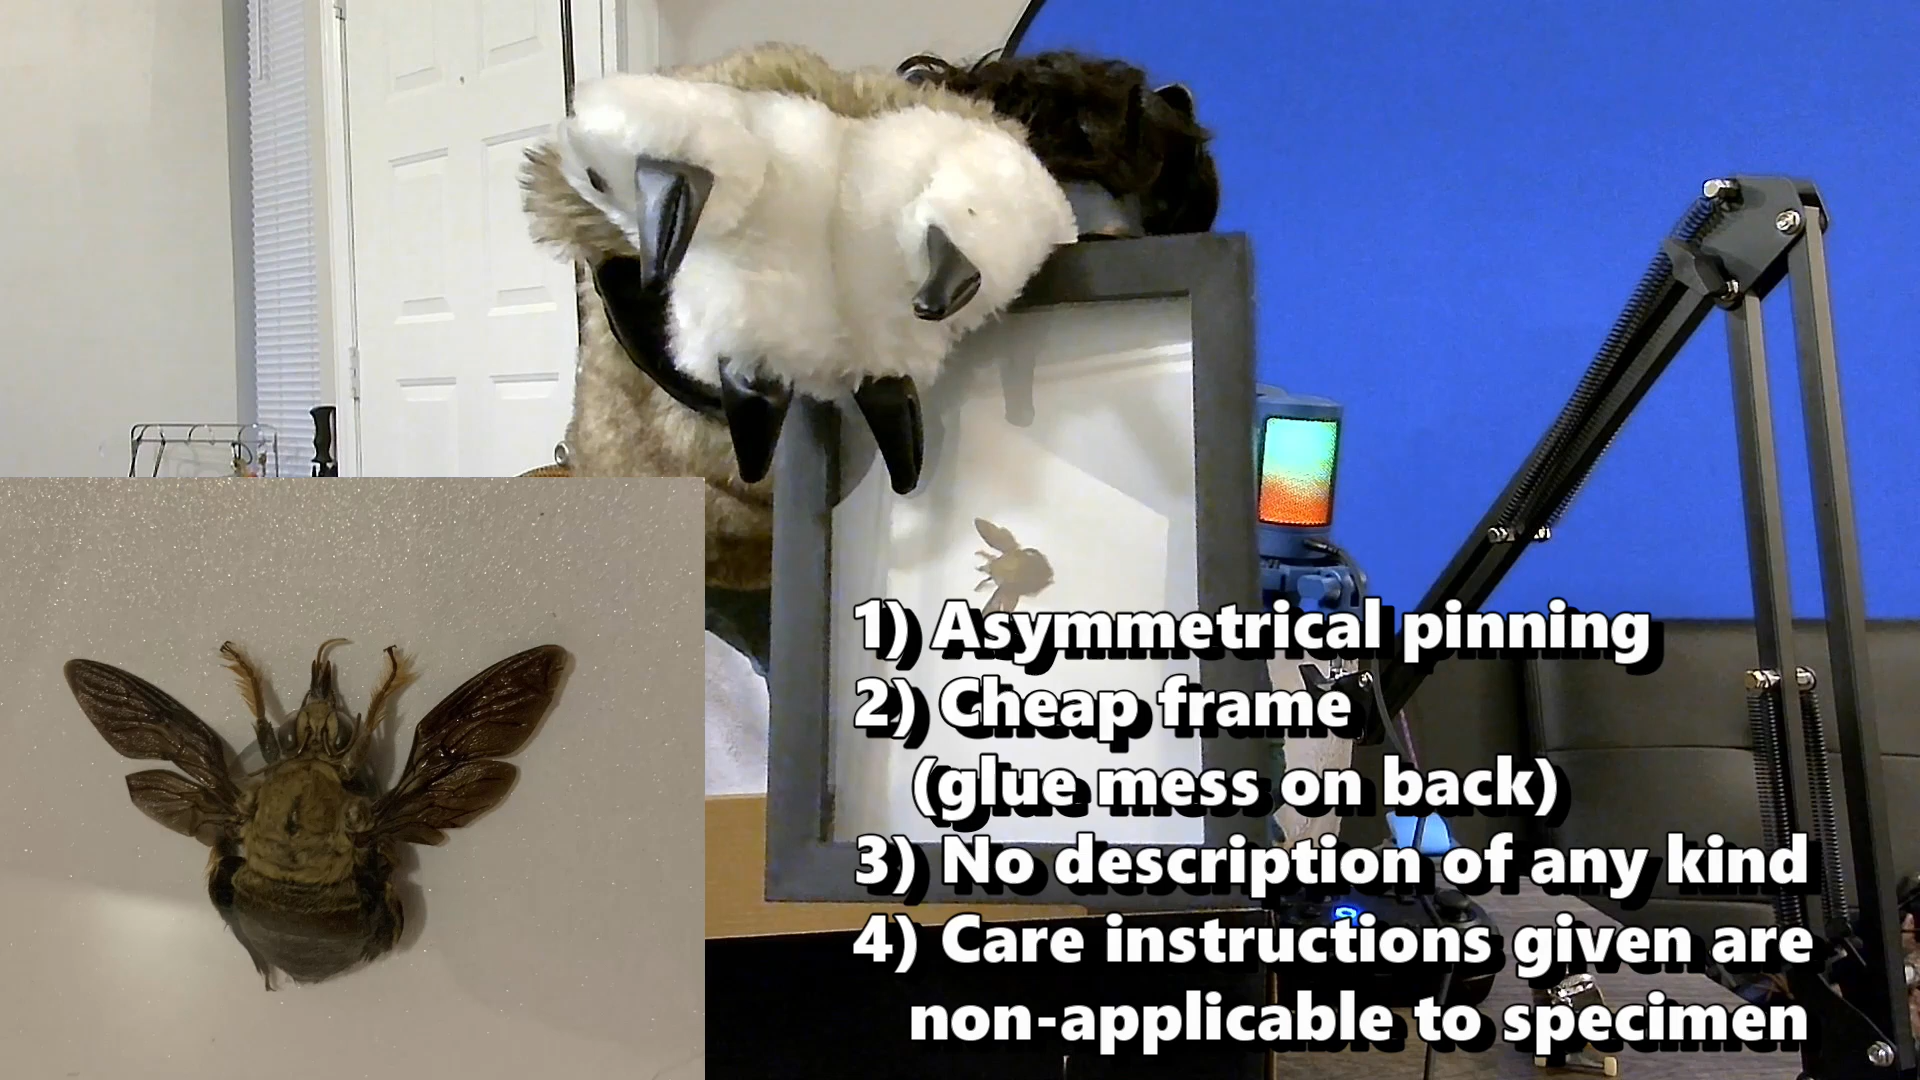 1) Asymmetrical pinning
2) Cheap frame
(glue mess on back)
3) No description of any kind
4) Care instructions given are
non-applicable to specimen